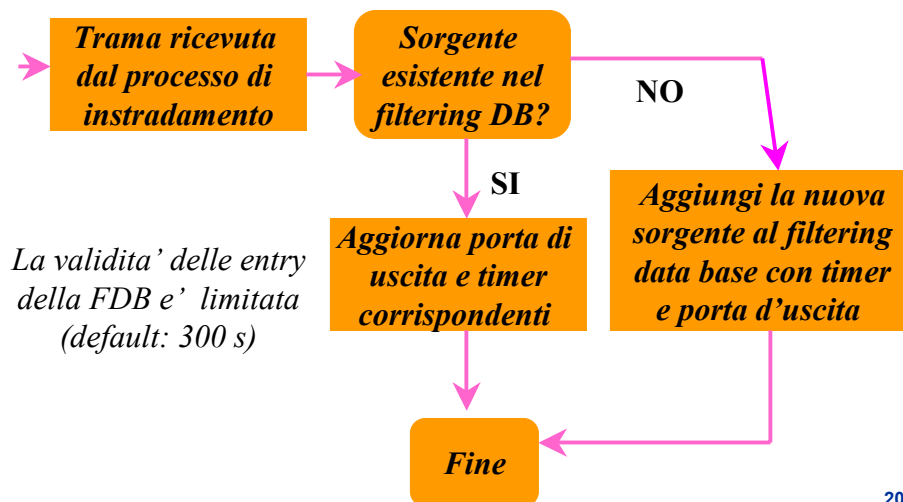 Trama ricevuta
dal processo di
instradamento
Sorgente
esistente nel
filtering DB?
NO
SI
Aggiungi la nuova
sorgente al filtering
data base con timer
e porta d'uscita
Aggiorna porta di
uscita e timer
corrispondenti
La validita' delle entry
della FDB e' limitata
(default: 300 s)
Fine
20